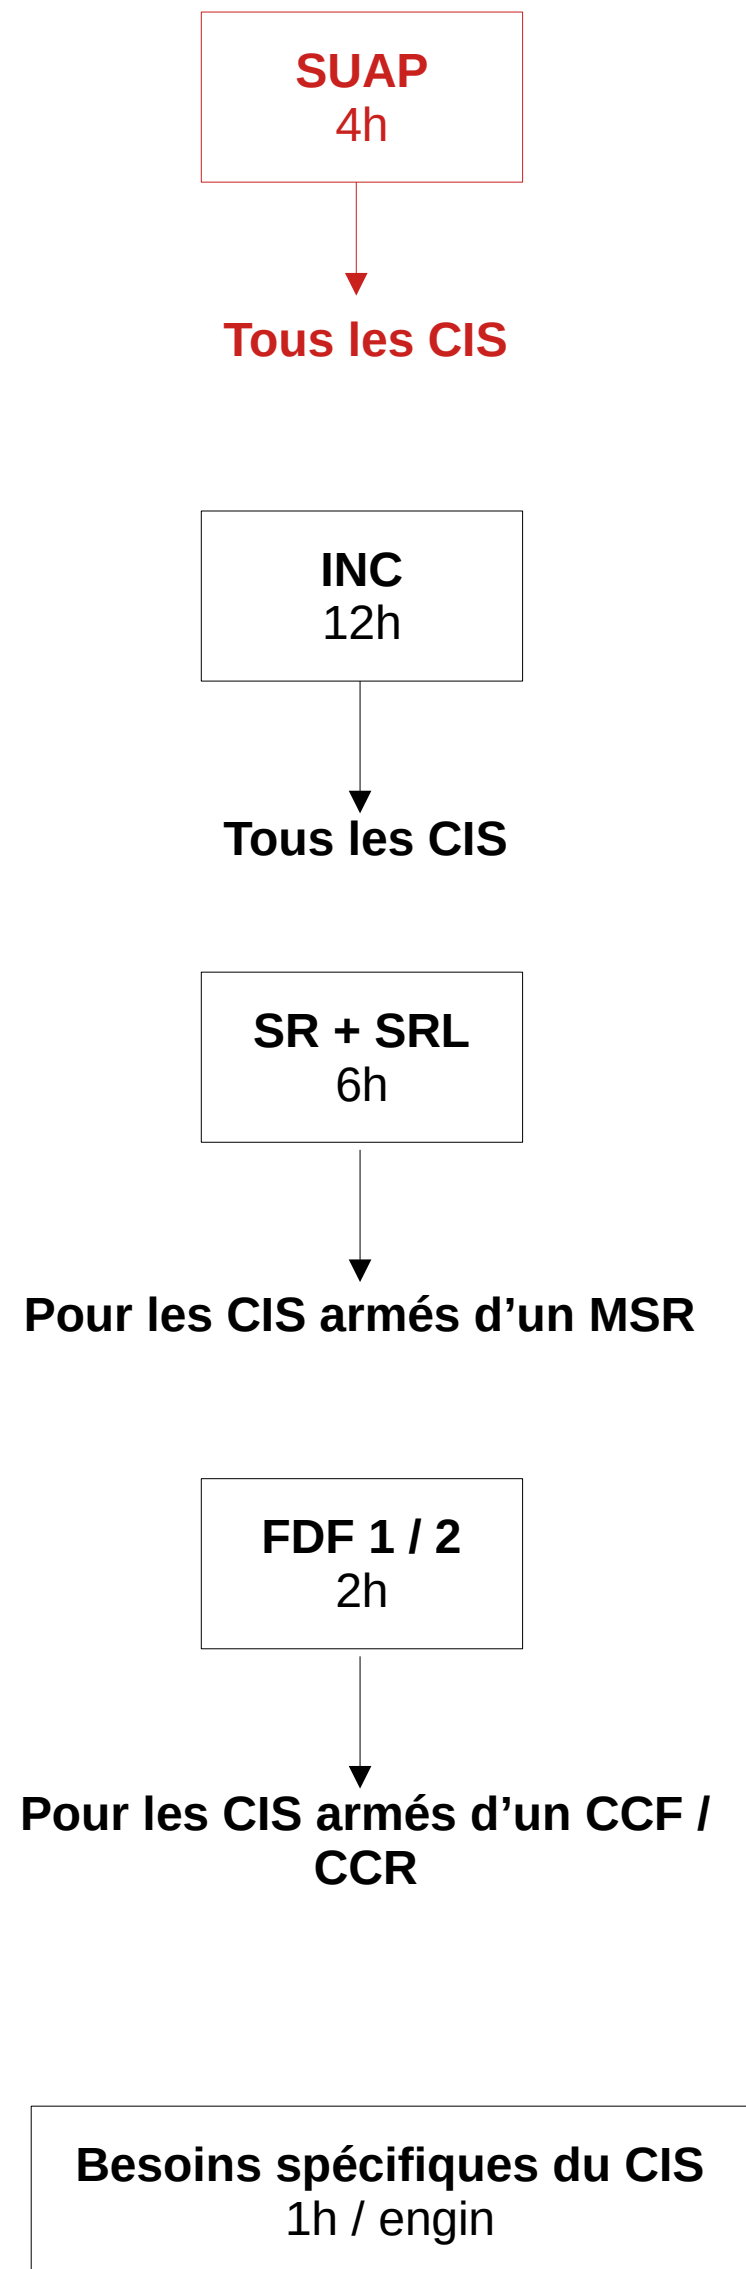 SUAP
4h
Tous les CIS
INC
12h
Tous les CIS
SR + SRL
6h
Pour les CIS armés d’un MSR
FDF 1 / 2
2h
Pour les CIS armés d’un CCF /
CCR
Besoins spécifiques du CIS
1h / engin